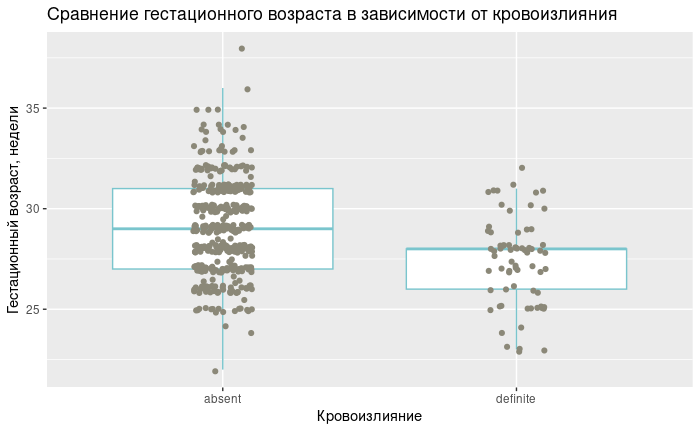 Сравнение гестационного возраста в зависимости от кровоизлияния
Гестационный возраст, недели
35
30
25
absent
definite
Кровоизлияние